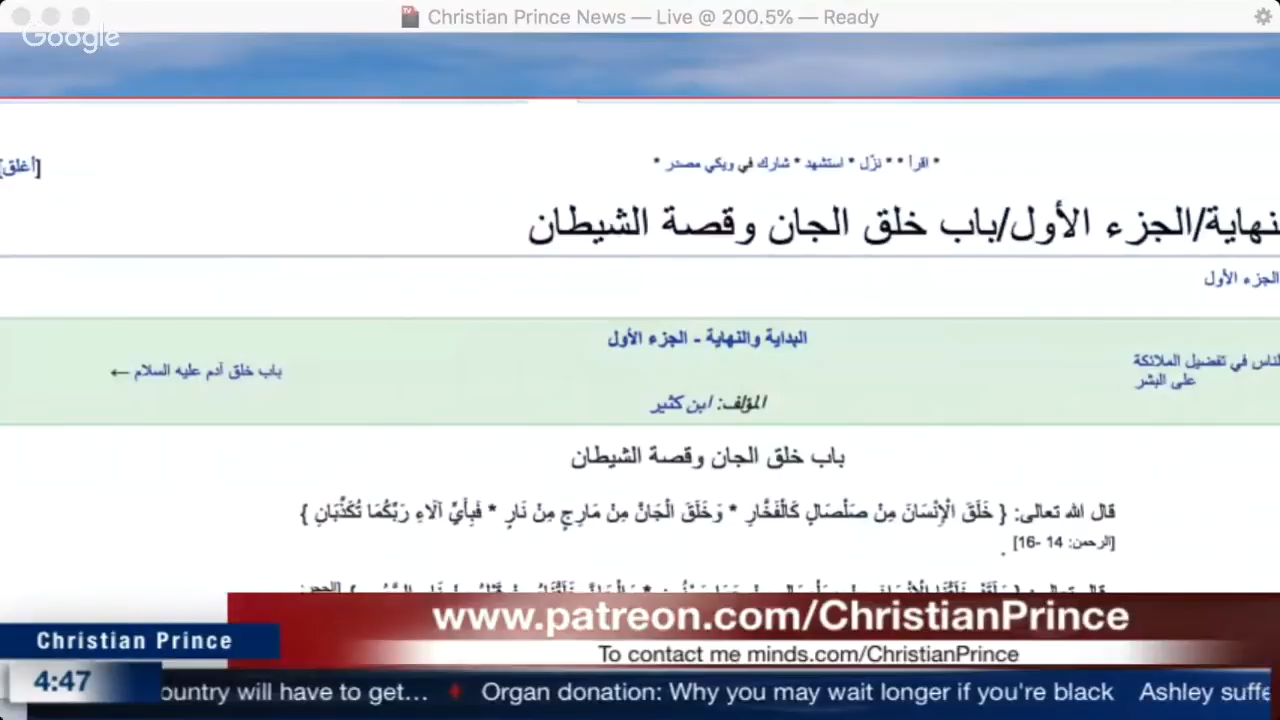 Christian Prince News — Live @ 200.5% — Ready
Google
* اقرأ * * نزّل * استشهد * شارك في ويكي مصدر *
[أغلق]
نهاية/الجزء الأول/باب خلق الجان وقصة الشيطان
الجزء الأول
البداية والنهاية - الجزء الأول
لناس في تفضيل الملائكة
على البشر
باب خلق آدم عليه السلام ←
المؤلف: ابن كثير
باب خلق الجان وقصة الشيطان
قال الله تعالى: { خَلَقَ الْإِنْسَانَ مِنْ صَلْصَالٍ كَالْفَخَّارِ * وَخَلَقَ الْجَانَّ مِنْ مَارِجٍ مِنْ نَارٍ * فَبِأَيِّ آلَاءِ رَبِّكُمَا تُكَذِّبَانِ }
[الرحمن: 14 -16] .
www.patreon.com/ChristianPrince
To contact me minds.com/ChristianPrince
Christian Prince
4:47
ountry will have to get... ♦ Organ donation: Why you may wait longer if you're black Ashley suffe